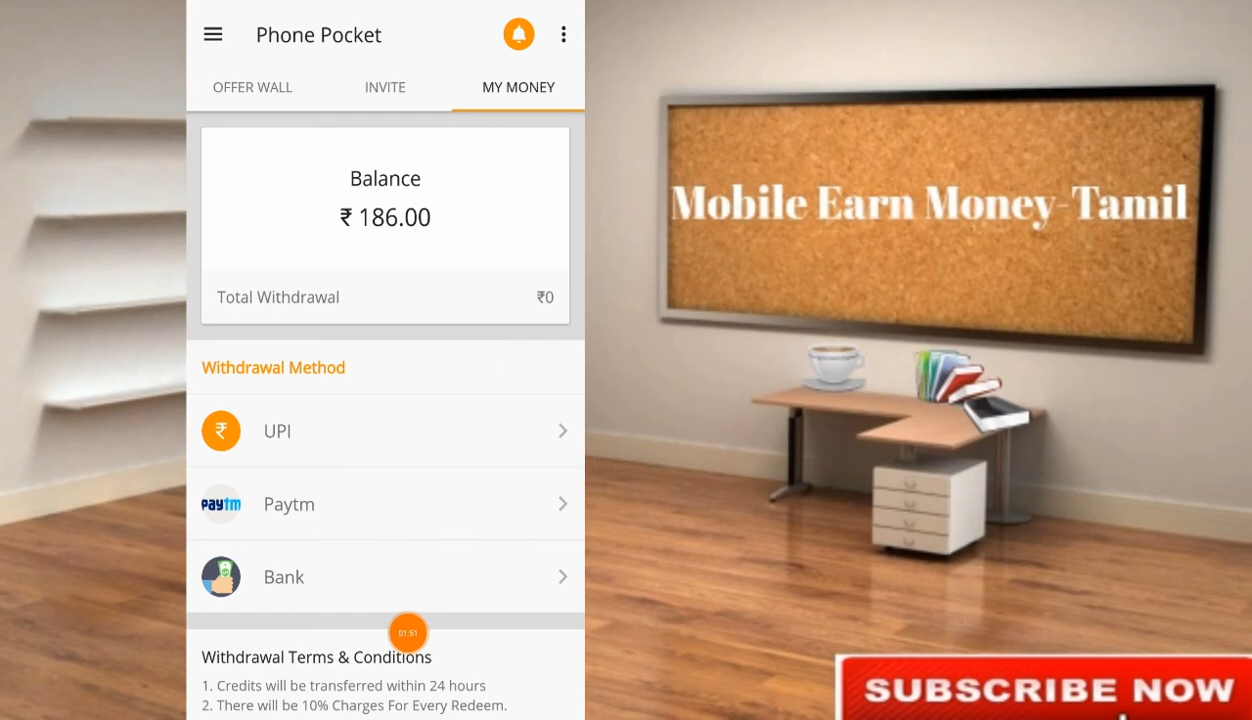 Phone Pocket
OFFER WALL INVITE MY MONEY
Balance
₹ 186.00
Total Withdrawal ₹0
Withdrawal Method
₹ UPI
paytm Paytm
Bank
01:51
Withdrawal Terms & Conditions
1. Credits will be transferred within 24 hours
2. There will be 10% Charges For Every Redeem.
Mobile Earn Money-Tamil
SUBSCRIBE NOW